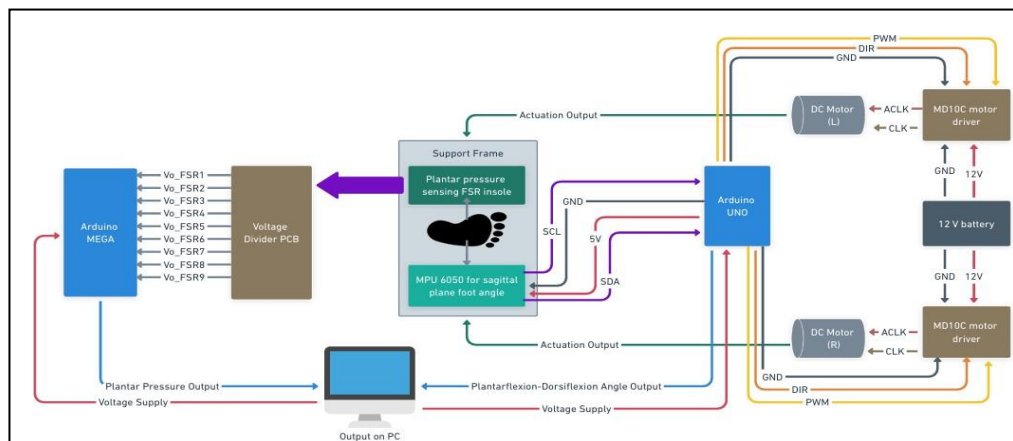 PWM
DIR
GND
DC Motor
(L)
ACLK
CLK
MD10C motor
driver
Actuation Output
Support Frame
Plantar pressure
sensing FSR insole
Vo_FSR1
Vo_FSR2
Vo_FSR3
Vo_FSR4
Vo_FSR5
Vo_FSR6
Vo_FSR7
Vo_FSR8
Vo_FSR9
Arduino
MEGA
Voltage
Divider PCB
GND
SCL
5V
SDA
Arduino
UNO
GND
12V
12 V battery
GND
12V
MPU 6050 for sagittal
plane foot angle
DC Motor
(R)
ACLK
CLK
MD10C motor
driver
Actuation Output
GND
DIR
PWM
Plantar Pressure Output
Voltage Supply
Plantarflexion-Dorsiflexion Angle Output
Voltage Supply
Output on PC